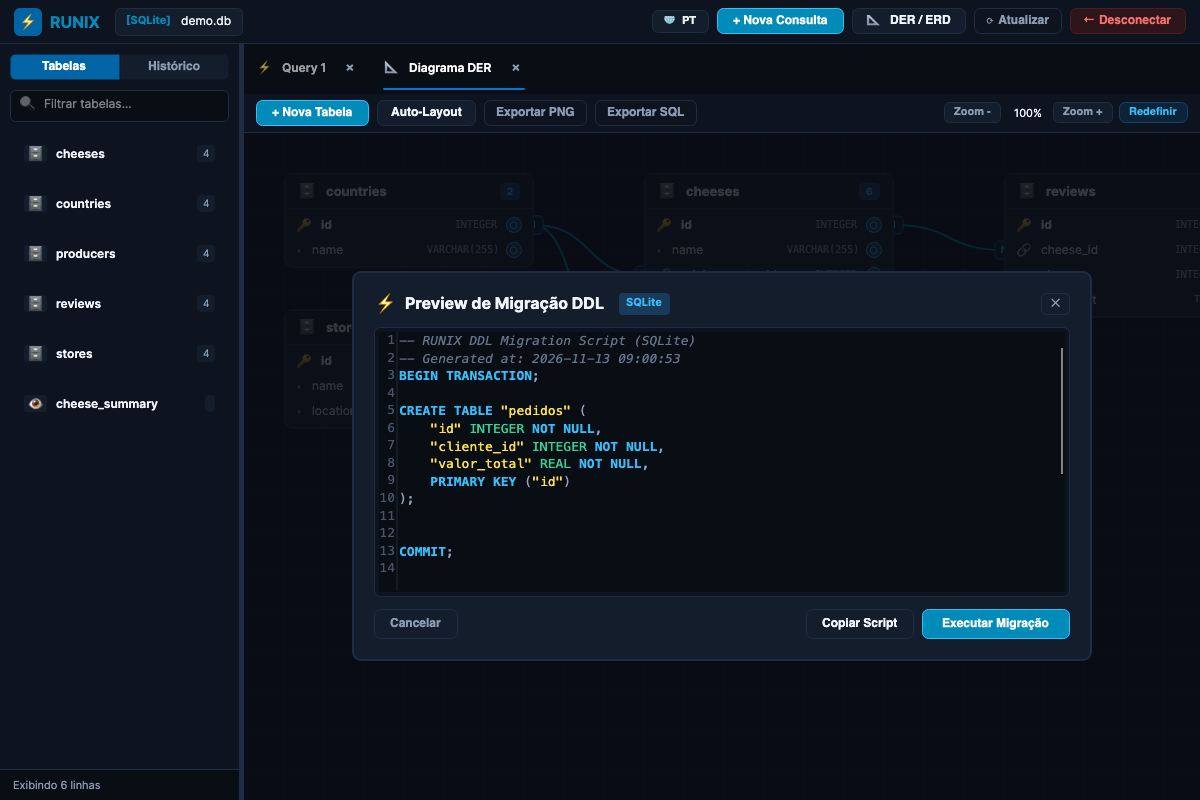 ⚡ RUNIX [SQLite] demo.db PT + Nova Consulta DER / ERD Atualizar ← Desconectar
Tabelas Histórico
Filtrar tabelas...
cheeses 4
countries 4
producers 4
reviews 4
stores 4
cheese_summary
Exibindo 6 linhas
Query 1 × Diagrama DER ×
+ Nova Tabela Auto-Layout Exportar PNG Exportar SQL Zoom - 100% Zoom + Redefinir
countries 2
id INTEGER
name VARCHAR(255)
cheeses 6
id INTEGER
name VARCHAR(255)
reviews
id INTE
cheese_id INTE
INTE
stor
id
name
locatio
Preview de Migração DDL SQLite ×
1 -- RUNIX DDL Migration Script (SQLite)
2 -- Generated at: 2026-11-13 09:00:53
3 BEGIN TRANSACTION;
4
5 CREATE TABLE "pedidos" (
6 "id" INTEGER NOT NULL,
7 "cliente_id" INTEGER NOT NULL,
8 "valor_total" REAL NOT NULL,
9 PRIMARY KEY ("id")
10 );
11
12
13 COMMIT;
14
Cancelar Copiar Script Executar Migração